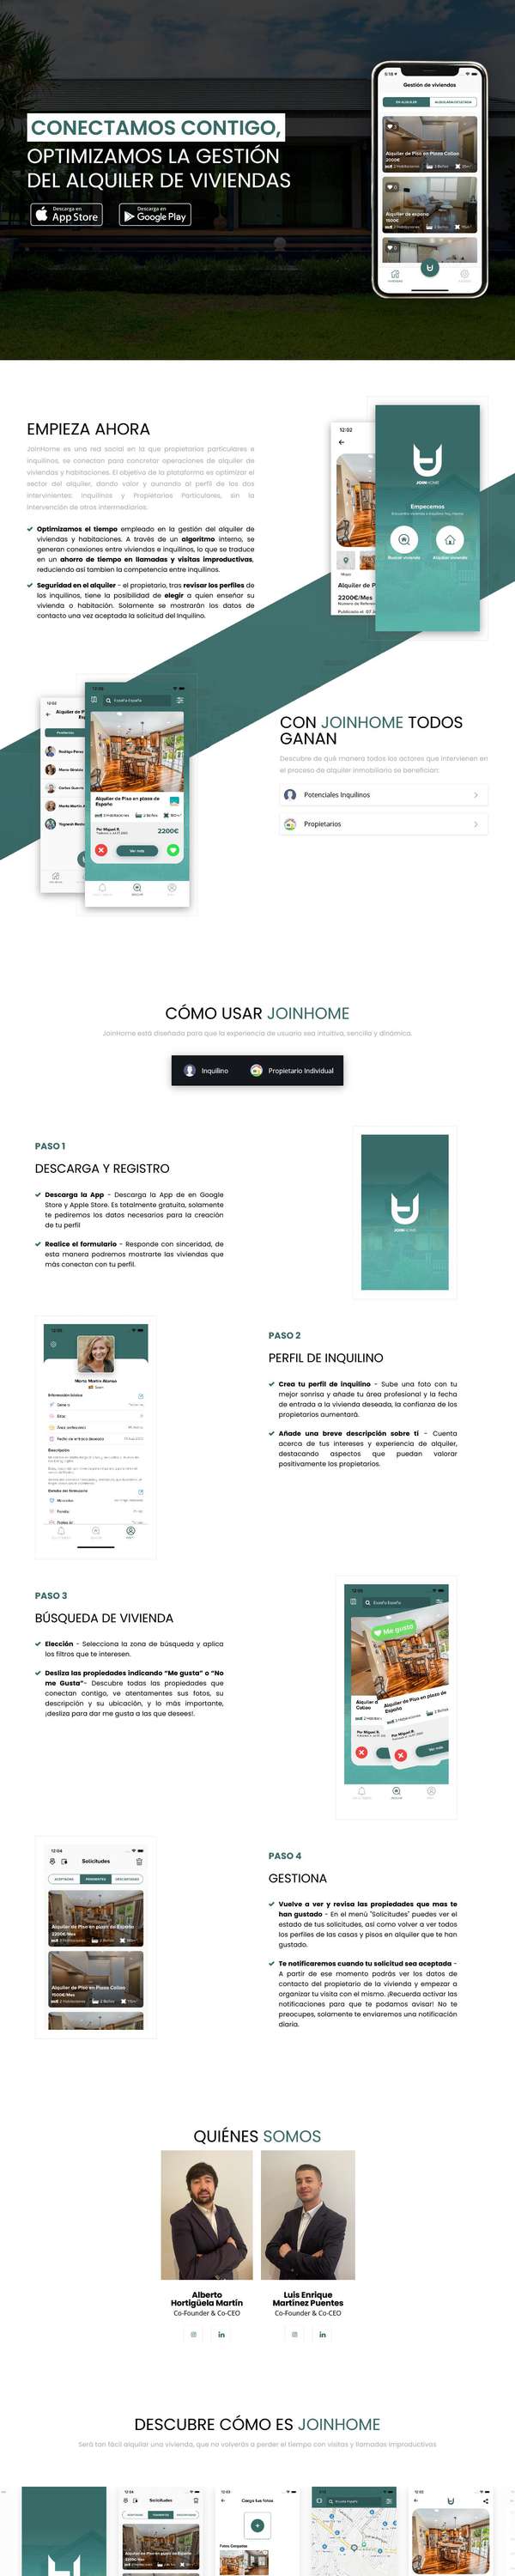 CONECTAMOS CONTIGO,
OPTIMIZAMOS LA GESTIÓN
DEL ALQUILER DE VIVIENDAS
Descarga en
App Store
Descarga en
Google Play
Gestión de viviendas
Alquiler de Piso en Plaza Callao
2000€
Alquiler de espana
1500€
EMPIEZA AHORA
JoinHome es una red social en la que propietarios particulares e
inquilinos, se conectan para concretar operaciones de alquiler de
viviendas y habitaciones. El objetivo de la plataforma es optimizar el
sector del alquiler, dando valor y aunando al perfil de los dos
intervinientes: Inquilinos y Propietarios Particulares, sin la
intervención de otros intermediarios.
Optimizamos el tiempo empleado en la gestión del alquiler de
viviendas y habitaciones. A través de un algoritmo interno, se
generan conexiones entre viviendas e inquilinos, lo que se traduce
en un ahorro de tiempo en llamadas y visitas improductivas,
reduciendo así también la competencia entre inquilinos.
Seguridad en el alquiler - el propietario, tras revisar los perfiles de
los inquilinos, tiene la posibilidad de elegir a quien enseñar su
vivienda o habitación. Solamente se mostrarán los datos de
contacto una vez aceptada la solicitud del Inquilino.
12:02
Alquiler de P
2200€/Mes
JOINHOME
Empecemos
Buscar vivienda
Alquilar vivienda
Alquiler de Piso en plaza de
España
2200€
Ver más
CON JOINHOME TODOS
GANAN
Descubre de qué manera todos los actores que intervienen en
el proceso de alquiler inmobiliario se benefician:
Potenciales Inquilinos
Propietarios
CÓMO USAR JOINHOME
JoinHome está diseñada para que la experiencia de usuario sea intuitiva, sencilla y dinámica.
Inquilino
Propietario Individual
PASO 1
DESCARGA Y REGISTRO
Descarga la App - Descarga la App de en Google
Store y Apple Store. Es totalmente gratuita, solamente
te pediremos los datos necesarios para la creación
de tu perfil
Realice el formulario - Responde con sinceridad, de
esta manera podremos mostrarte las viviendas que
más conectan con tu perfil.
JOINHOME
PASO 2
PERFIL DE INQUILINO
Crea tu perfil de inquilino - Sube una foto con tu
mejor sonrisa y añade tu área profesional y la fecha
de entrada a la vivienda deseada, la confianza de los
propietarios aumentará.
Añade una breve descripción sobre ti - Cuenta
acerca de tus intereses y experiencia de alquiler,
destacando aspectos que puedan valorar
positivamente los propietarios.
PASO 3
BÚSQUEDA DE VIVIENDA
Elección - Selecciona la zona de búsqueda y aplica
los filtros que te interesen.
Desliza las propiedades indicando “Me gusta” o “No
me Gusta”- Descubre todas las propiedades que
conectan contigo, ve atentamentes sus fotos, su
descripción y su ubicación, y lo más importante,
¡desliza para dar me gusta a las que desees!.
Me gusta
12:04
Solicitudes
Alquiler de Piso en plaza de España
2200€/Mes
Alquiler de Piso en Plaza Callao
PASO 4
GESTIONA
Vuelve a ver y revisa las propiedades que mas te
han gustado - En el menú "Solicitudes" puedes ver el
estado de tus solicitudes, así como volver a ver todos
los perfiles de las casas y pisos en alquiler que te han
gustado.
Te notificaremos cuando tu solicitud sea aceptada -
A partir de ese momento podrás ver los datos de
contacto del propietario de la vivienda y empezar a
organizar tu visita con el mismo. ¡Recuerda activar las
notificaciones para que te podamos avisar! No te
preocupes, solamente te enviaremos una notificación
diaria.
QUIÉNES SOMOS
Alberto
Hortigüela Martín
Co-Founder & Co-CEO
Luis Enrique
Martínez Puentes
Co-Founder & Co-CEO
DESCUBRE CÓMO ES JOINHOME
Será tan fácil alquilar una vivienda, que no volverás a perder el tiempo con visitas y llamadas improductivas
Solicitudes
Carga tus fotos